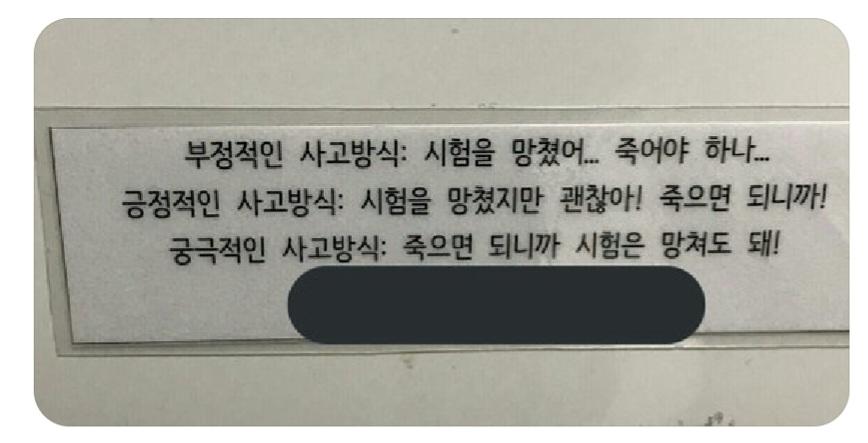 부정적인 사고방식: 시험을 망쳤어... 죽어야 하나...
긍정적인 사고방식: 시험을 망쳤지만 괜찮아! 죽으면 되니까!
궁극적인 사고방식: 죽으면 되니까 시험은 망쳐도 돼!